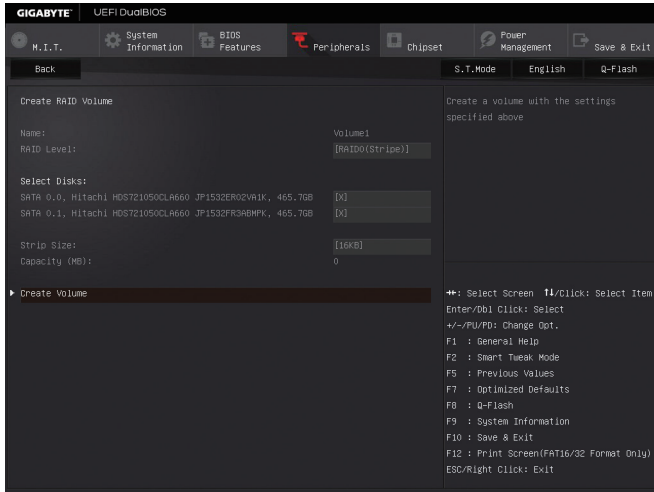 GIGABYTE™ UEFI DualBIOS
M.I.T.
System Information
BIOS Features
Peripherals
Chipset
Power Management
Save & Exit
Back
S.T.Mode English Q-Flash
Create RAID Volume
Name: Volume1
RAID Level: [RAID0(Stripe)]
Select Disks:
SATA 0.0, Hitachi HDS721050CLA660 JP1532ER02VA1K, 465.7GB [X]
SATA 0.1, Hitachi HDS721050CLA660 JP1532FR3ABMPK, 465.7GB [X]
Strip Size: [16KB]
Capacity (MB): 0
Create Volume
Create a volume with the settings
specified above
→←: Select Screen ↑↓/Click: Select Item
Enter/Dbl Click: Select
+/-/PU/PD: Change Opt.
F1 : General Help
F2 : Smart Tweak Mode
F5 : Previous Values
F7 : Optimized Defaults
F8 : Q-Flash
F9 : System Information
F10 : Save & Exit
F12 : Print Screen(FAT16/32 Format Only)
ESC/Right Click: Exit